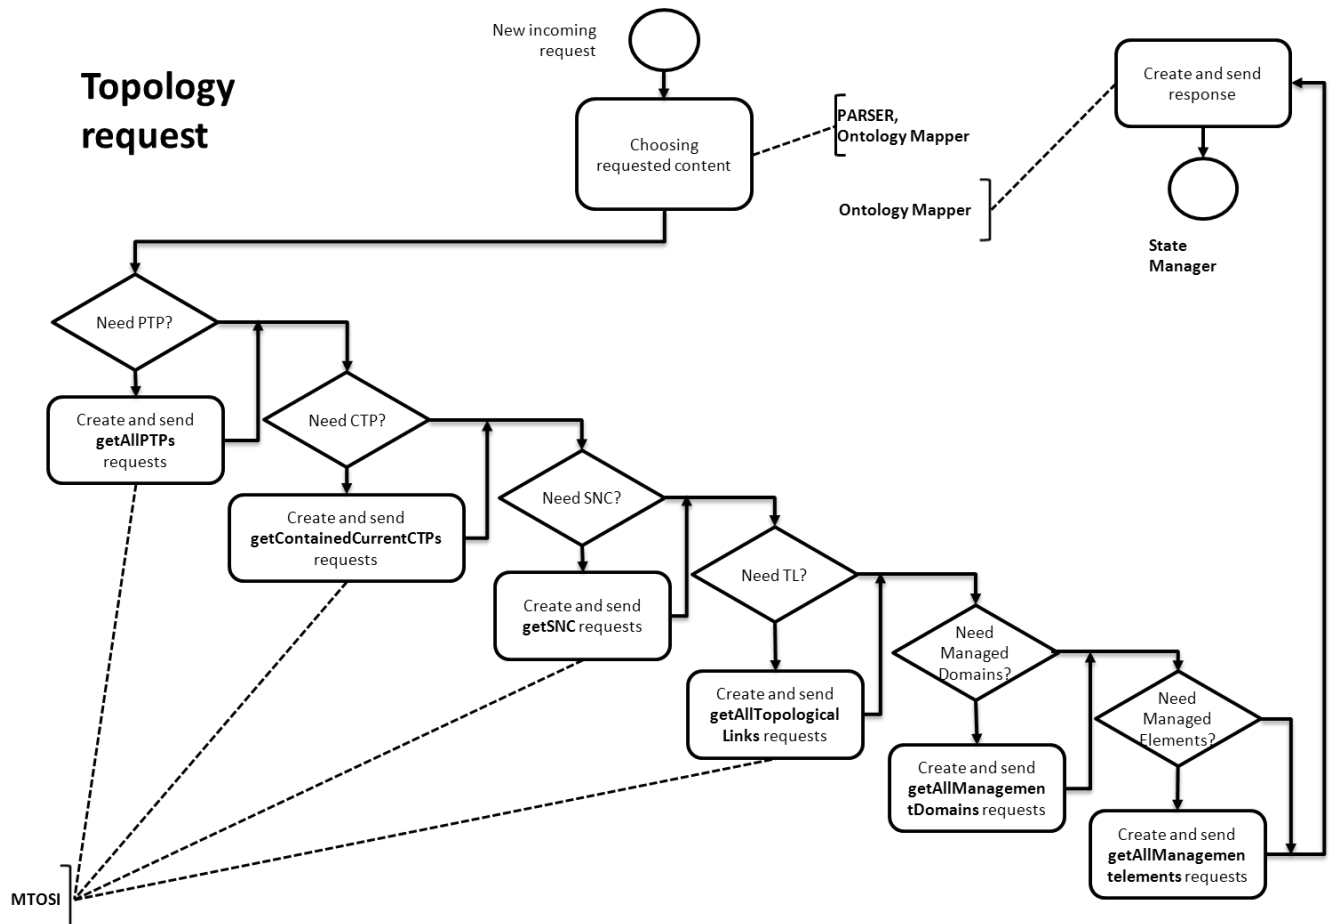 New incoming
request
Topology
request
Create and send
response
PARSER,
Ontology Mapper
Choosing
requested content
Ontology Mapper
State
Manager
Need PTP?
Create and send
getAllPTPs
requests
Need CTP?
Create and send
getContainedCurrentCTPs
requests
Need SNC?
Create and send
getSNC requests
Need TL?
Create and send
getAllTopological
Links requests
Need
Managed
Domains?
Create and send
getAllManagemen
tDomains requests
Need
Managed
Elements?
Create and send
getAllManagemen
telements requests
MTOSI